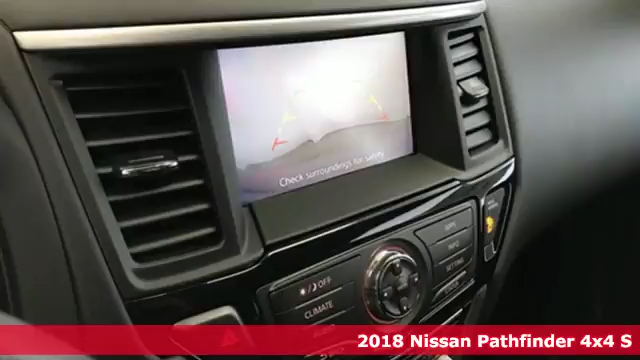 Check surroundings for safety
OFF
CLIMATE
INFO
SETTING
2018 Nissan Pathfinder 4x4 S